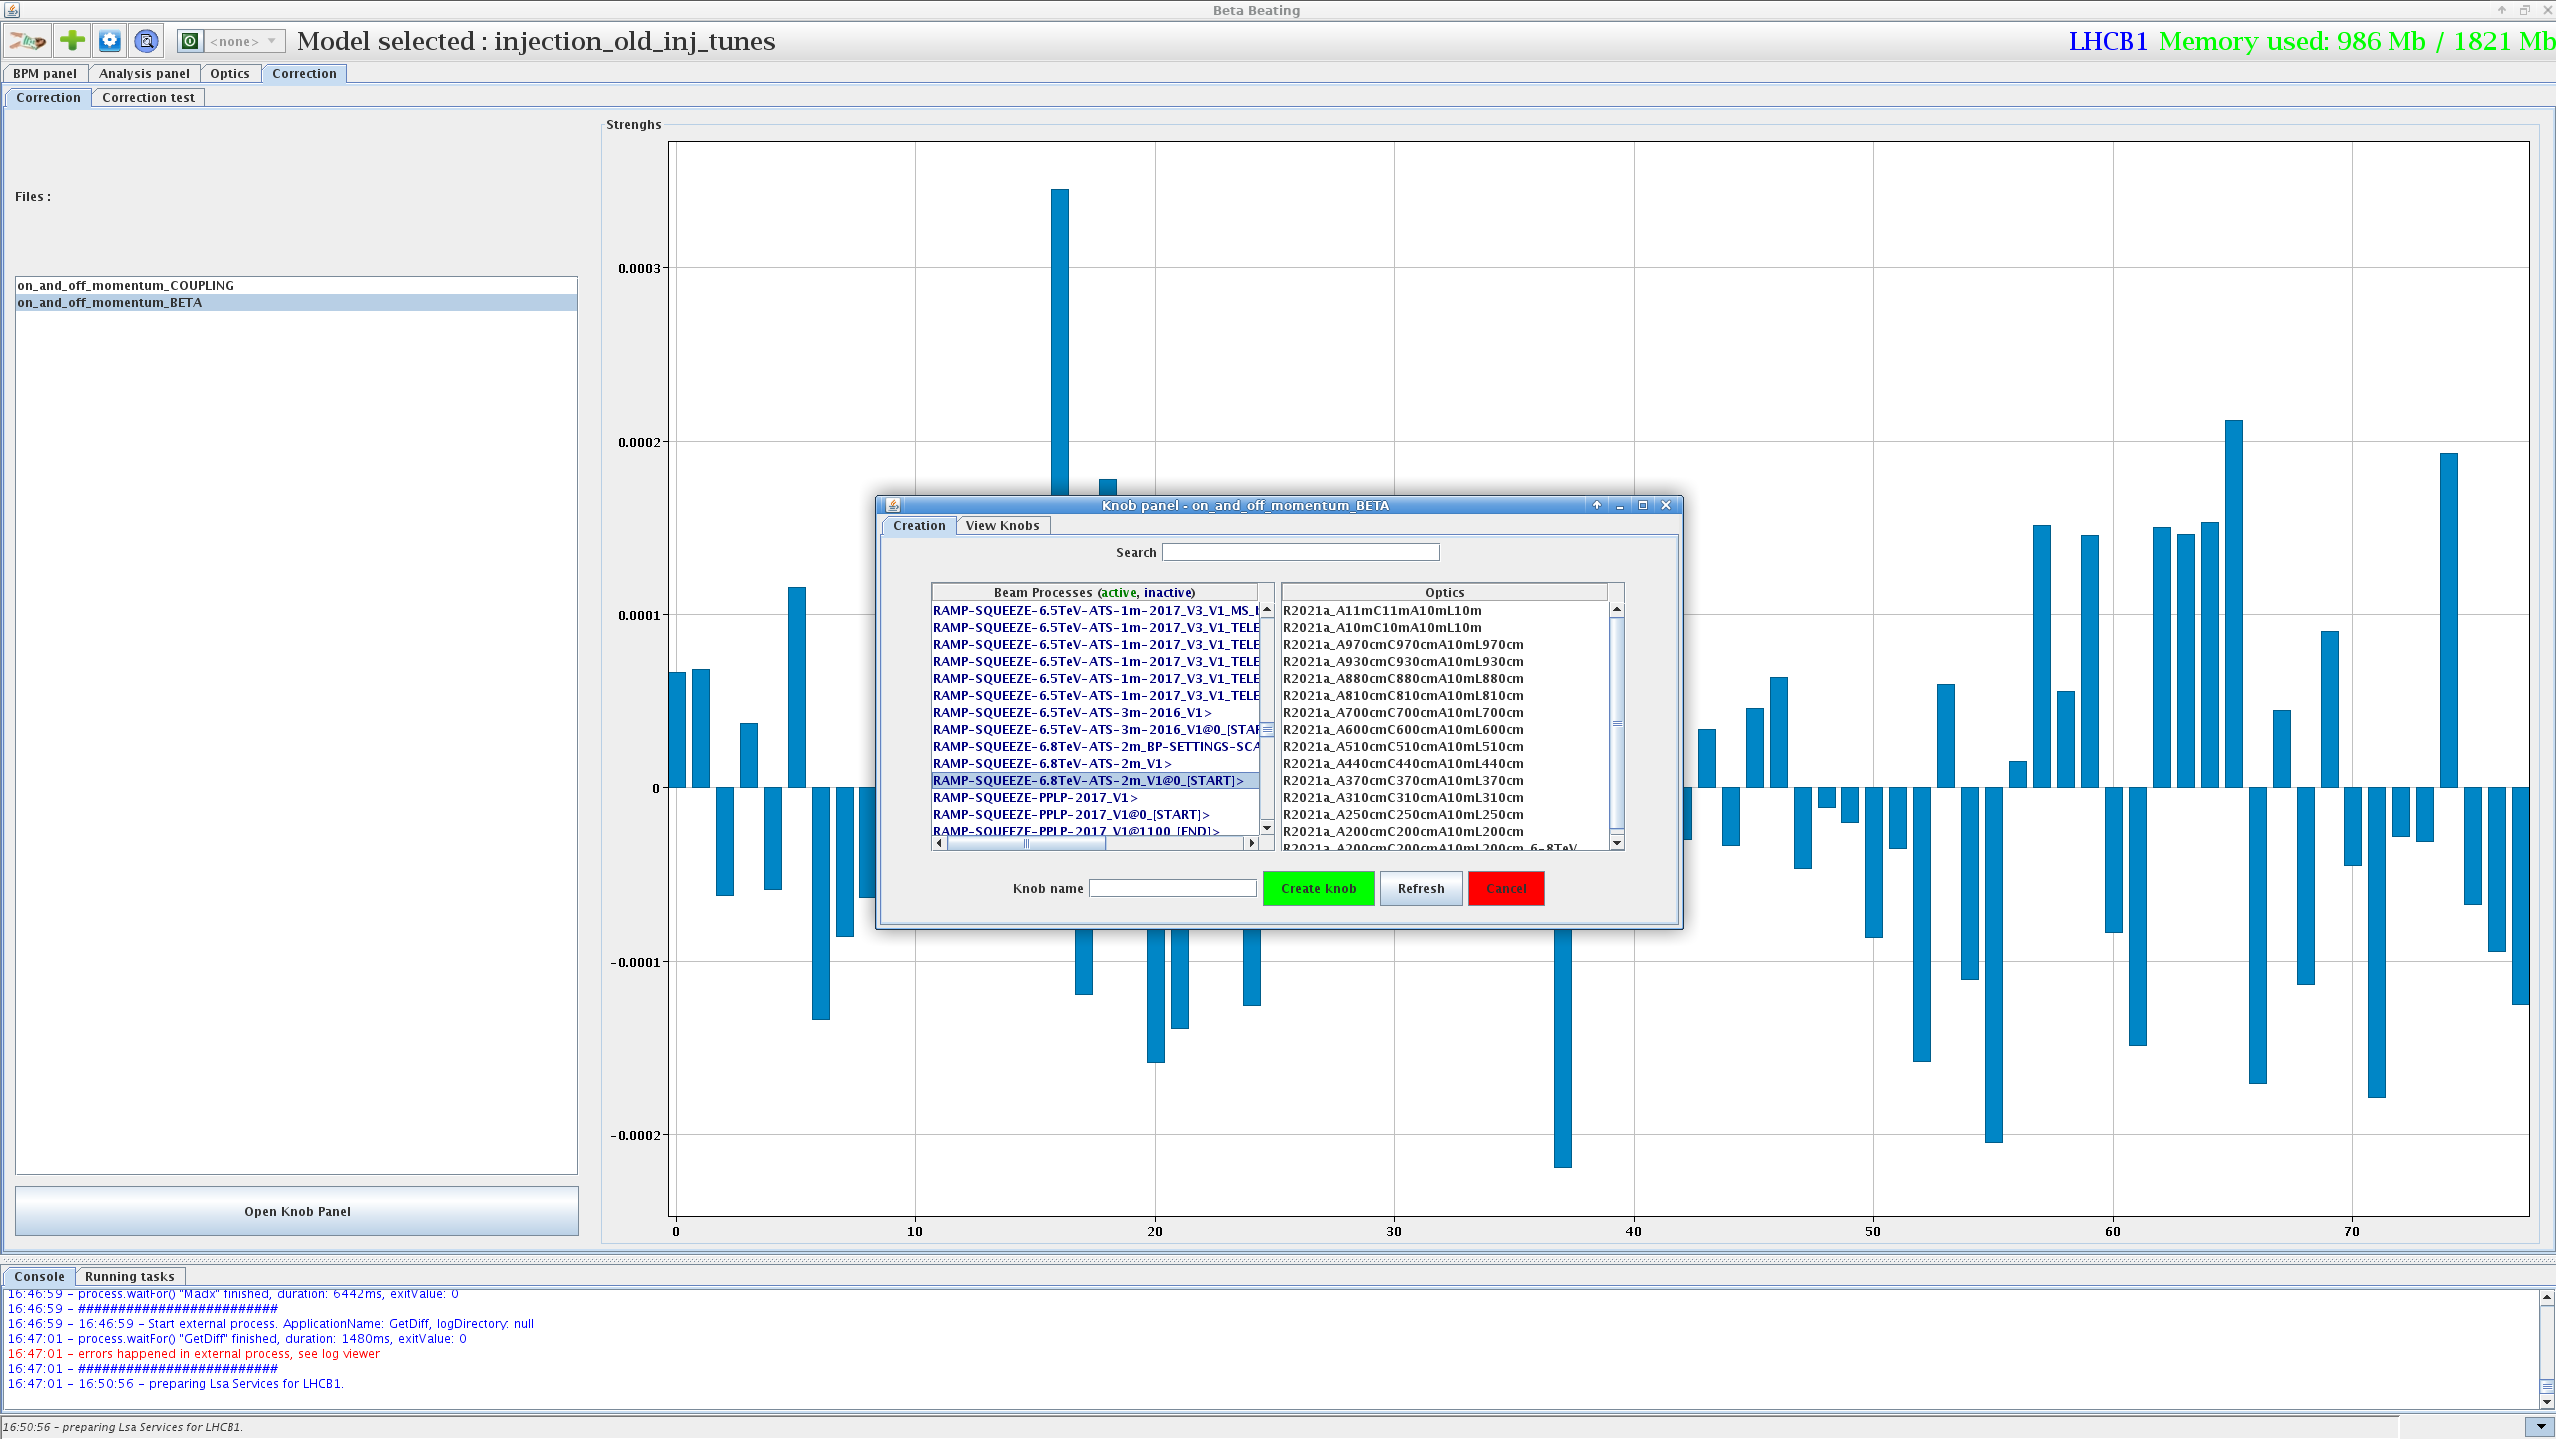 Beta Beating
<none>
Model selected : injection_old_inj_tunes
LHCB1 Memory used: 986 Mb / 1821 Mb
BPM panel
Analysis panel
Optics
Correction
Correction
Correction test
Files :
on_and_off_momentum_COUPLING
on_and_off_momentum_BETA
Open Knob Panel
Strenghs
0.0003
0.0002
0.0001
0
-0.0001
-0.0002
0
10
20
30
40
50
60
70
Knob panel - on_and_off_momentum_BETA
Creation
View Knobs
Search
Beam Processes (active, inactive)
RAMP-SQUEEZE-6.5TeV-ATS-1m-2017_V3_V1_MS_
RAMP-SQUEEZE-6.5TeV-ATS-1m-2017_V3_V1_TELE
RAMP-SQUEEZE-6.5TeV-ATS-1m-2017_V3_V1_TELE
RAMP-SQUEEZE-6.5TeV-ATS-1m-2017_V3_V1_TELE
RAMP-SQUEEZE-6.5TeV-ATS-1m-2017_V3_V1_TELE
RAMP-SQUEEZE-6.5TeV-ATS-1m-2017_V3_V1_TELE
RAMP-SQUEEZE-6.5TeV-ATS-3m-2016_V1>
RAMP-SQUEEZE-6.5TeV-ATS-3m-2016_V1@0_[STAR
RAMP-SQUEEZE-6.8TeV-ATS-2m_BP-SETTINGS-SCA
RAMP-SQUEEZE-6.8TeV-ATS-2m_V1>
RAMP-SQUEEZE-6.8TeV-ATS-2m_V1@0_[START]>
RAMP-SQUEEZE-PPLP-2017_V1>
RAMP-SQUEEZE-PPLP-2017_V1@0_[START]>
RAMP-SQUEEZE-PPLP-2017_V1@1100_[END]>
Optics
R2021a_A11mC11mA10mL10m
R2021a_A10mC10mA10mL10m
R2021a_A970cmC970cmA10mL970cm
R2021a_A930cmC930cmA10mL930cm
R2021a_A880cmC880cmA10mL880cm
R2021a_A810cmC810cmA10mL810cm
R2021a_A700cmC700cmA10mL700cm
R2021a_A600cmC600cmA10mL600cm
R2021a_A510cmC510cmA10mL510cm
R2021a_A440cmC440cmA10mL440cm
R2021a_A370cmC370cmA10mL370cm
R2021a_A310cmC310cmA10mL310cm
R2021a_A250cmC250cmA10mL250cm
R2021a_A200cmC200cmA10mL200cm
R2021a_A200cmC200cmA10mL200cm_6-8TeV
Knob name
Create knob
Refresh
Cancel
Console
Running tasks
16:46:59 - process.waitFor() "Madx" finished, duration: 6442ms, exitValue: 0
16:46:59 - #########################
16:46:59 - 16:46:59 - Start external process. ApplicationName: GetDiff, logDirectory: null
16:47:01 - process.waitFor() "GetDiff" finished, duration: 1480ms, exitValue: 0
16:47:01 - errors happened in external process, see log viewer
16:47:01 - #########################
16:47:01 - 16:50:56 - preparing Lsa Services for LHCB1.
16:50:56 - preparing Lsa Services for LHCB1.